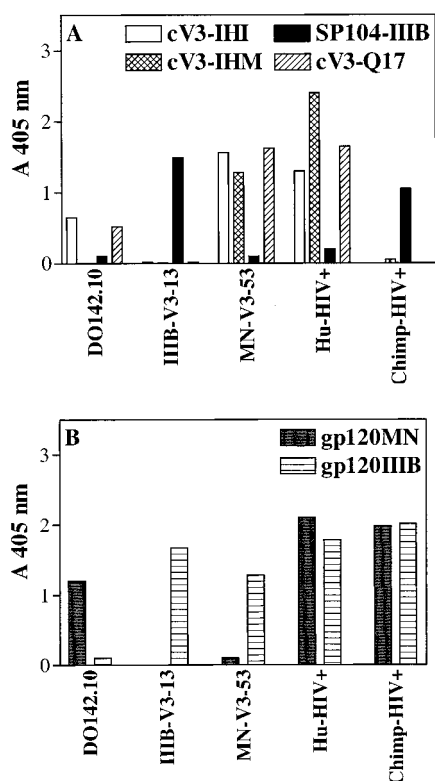 A
cV3-IHI
SP104-IIIB
cV3-IHM
cV3-Q17
A 405 nm
3
2
1
0
DO142.10
IIIB-V3-13
MN-V3-53
Hu-HIV+
Chimp-HIV+
B
gp120MN
gp120IIIB
A 405 nm
3
2
1
0
DO142.10
IIIB-V3-13
MN-V3-53
Hu-HIV+
Chimp-HIV+